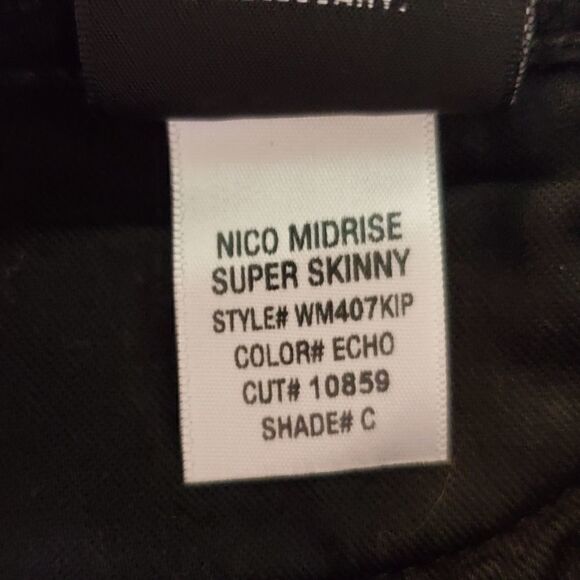 NICO MIDRISE
SUPER SKINNY
STYLE# WM407KIP
COLOR# ECHO
CUT# 10859
SHADE# C